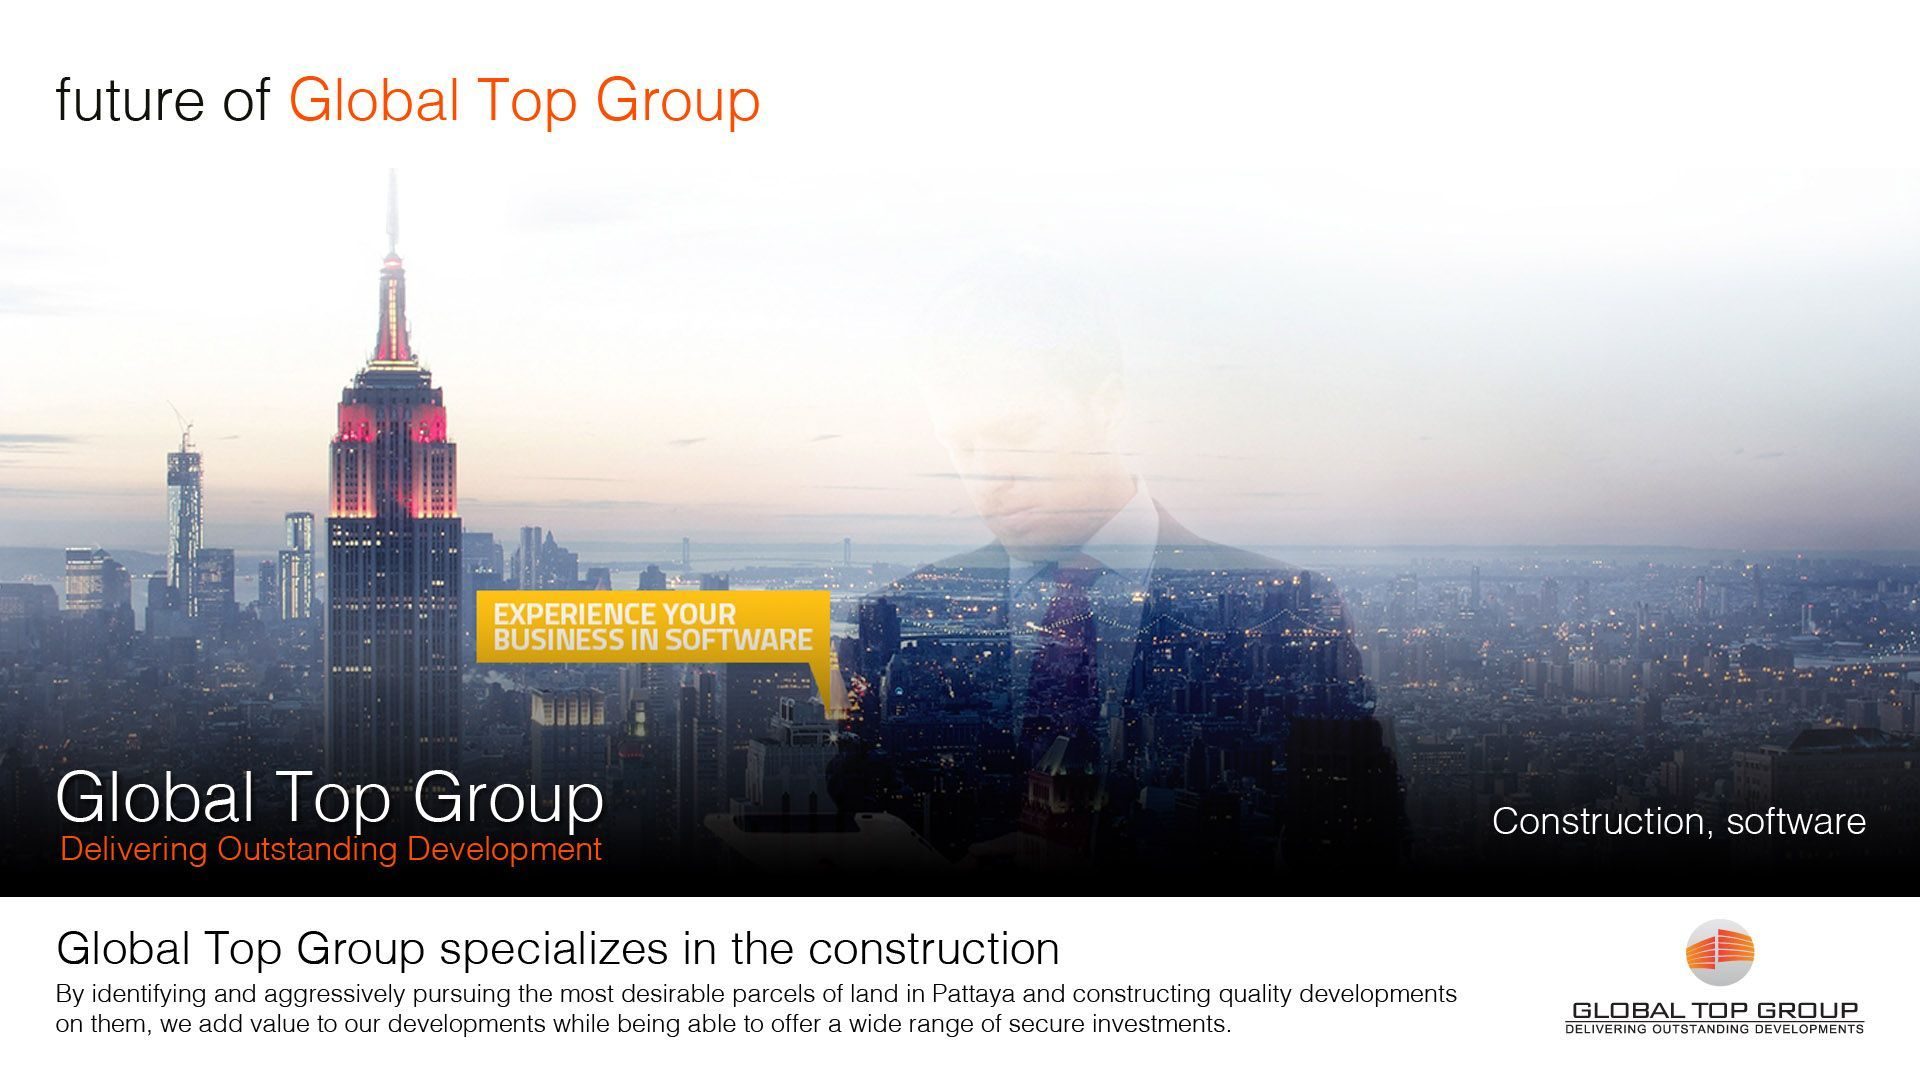 future of Global Top Group
EXPERIENCE YOUR
BUSINESS IN SOFTWARE
Global Top Group
Delivering Outstanding Development
Construction, software
Global Top Group specializes in the construction
By identifying and aggressively pursuing the most desirable parcels of land in Pattaya and constructing quality developments
on them, we add value to our developments while being able to offer a wide range of secure investments.
GLOBAL TOP GROUP
DELIVERING OUTSTANDING DEVELOPMENTS